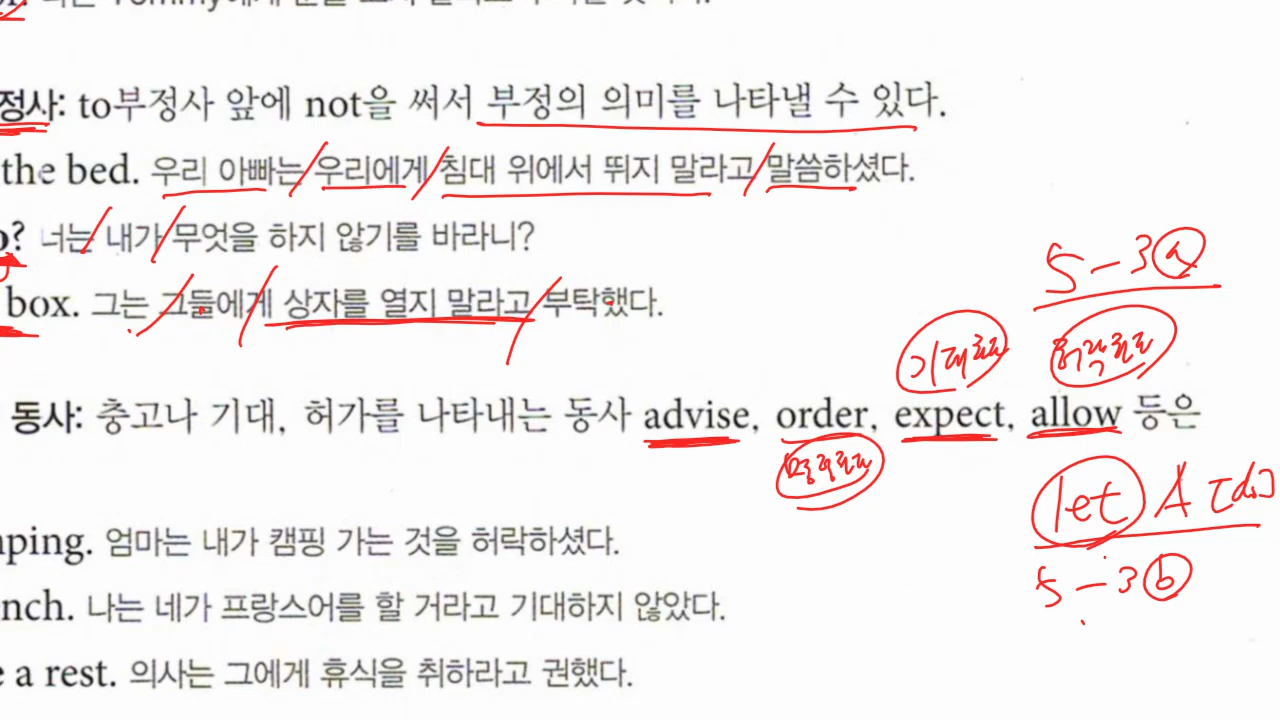 정사: to부정사 앞에 not을 써서 부정의 의미를 나타낼 수 있다.
the bed. 우리 아빠는 우리에게 침대 위에서 뛰지 말라고 말씀하셨다.
? 너는 내가 무엇을 하지 않기를 바라니?
box. 그는 그들에게 상자를 열지 말라고 부탁했다.
5-3ⓐ
기대하다 허락하다
동사: 충고나 기대, 허가를 나타내는 동사 advise, order, expect, allow 등은
명령하다
let A [do]
ping. 엄마는 내가 캠핑 가는 것을 허락하셨다.
5-3ⓑ
nch. 나는 네가 프랑스어를 할 거라고 기대하지 않았다.
e a rest. 의사는 그에게 휴식을 취하라고 권했다.